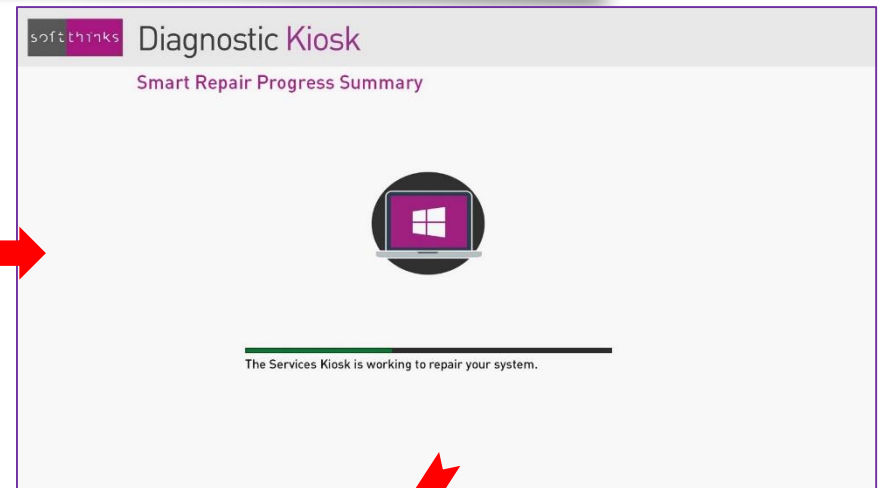 softthinks Diagnostic Kiosk
Smart Repair Progress Summary
The Services Kiosk is working to repair your system.